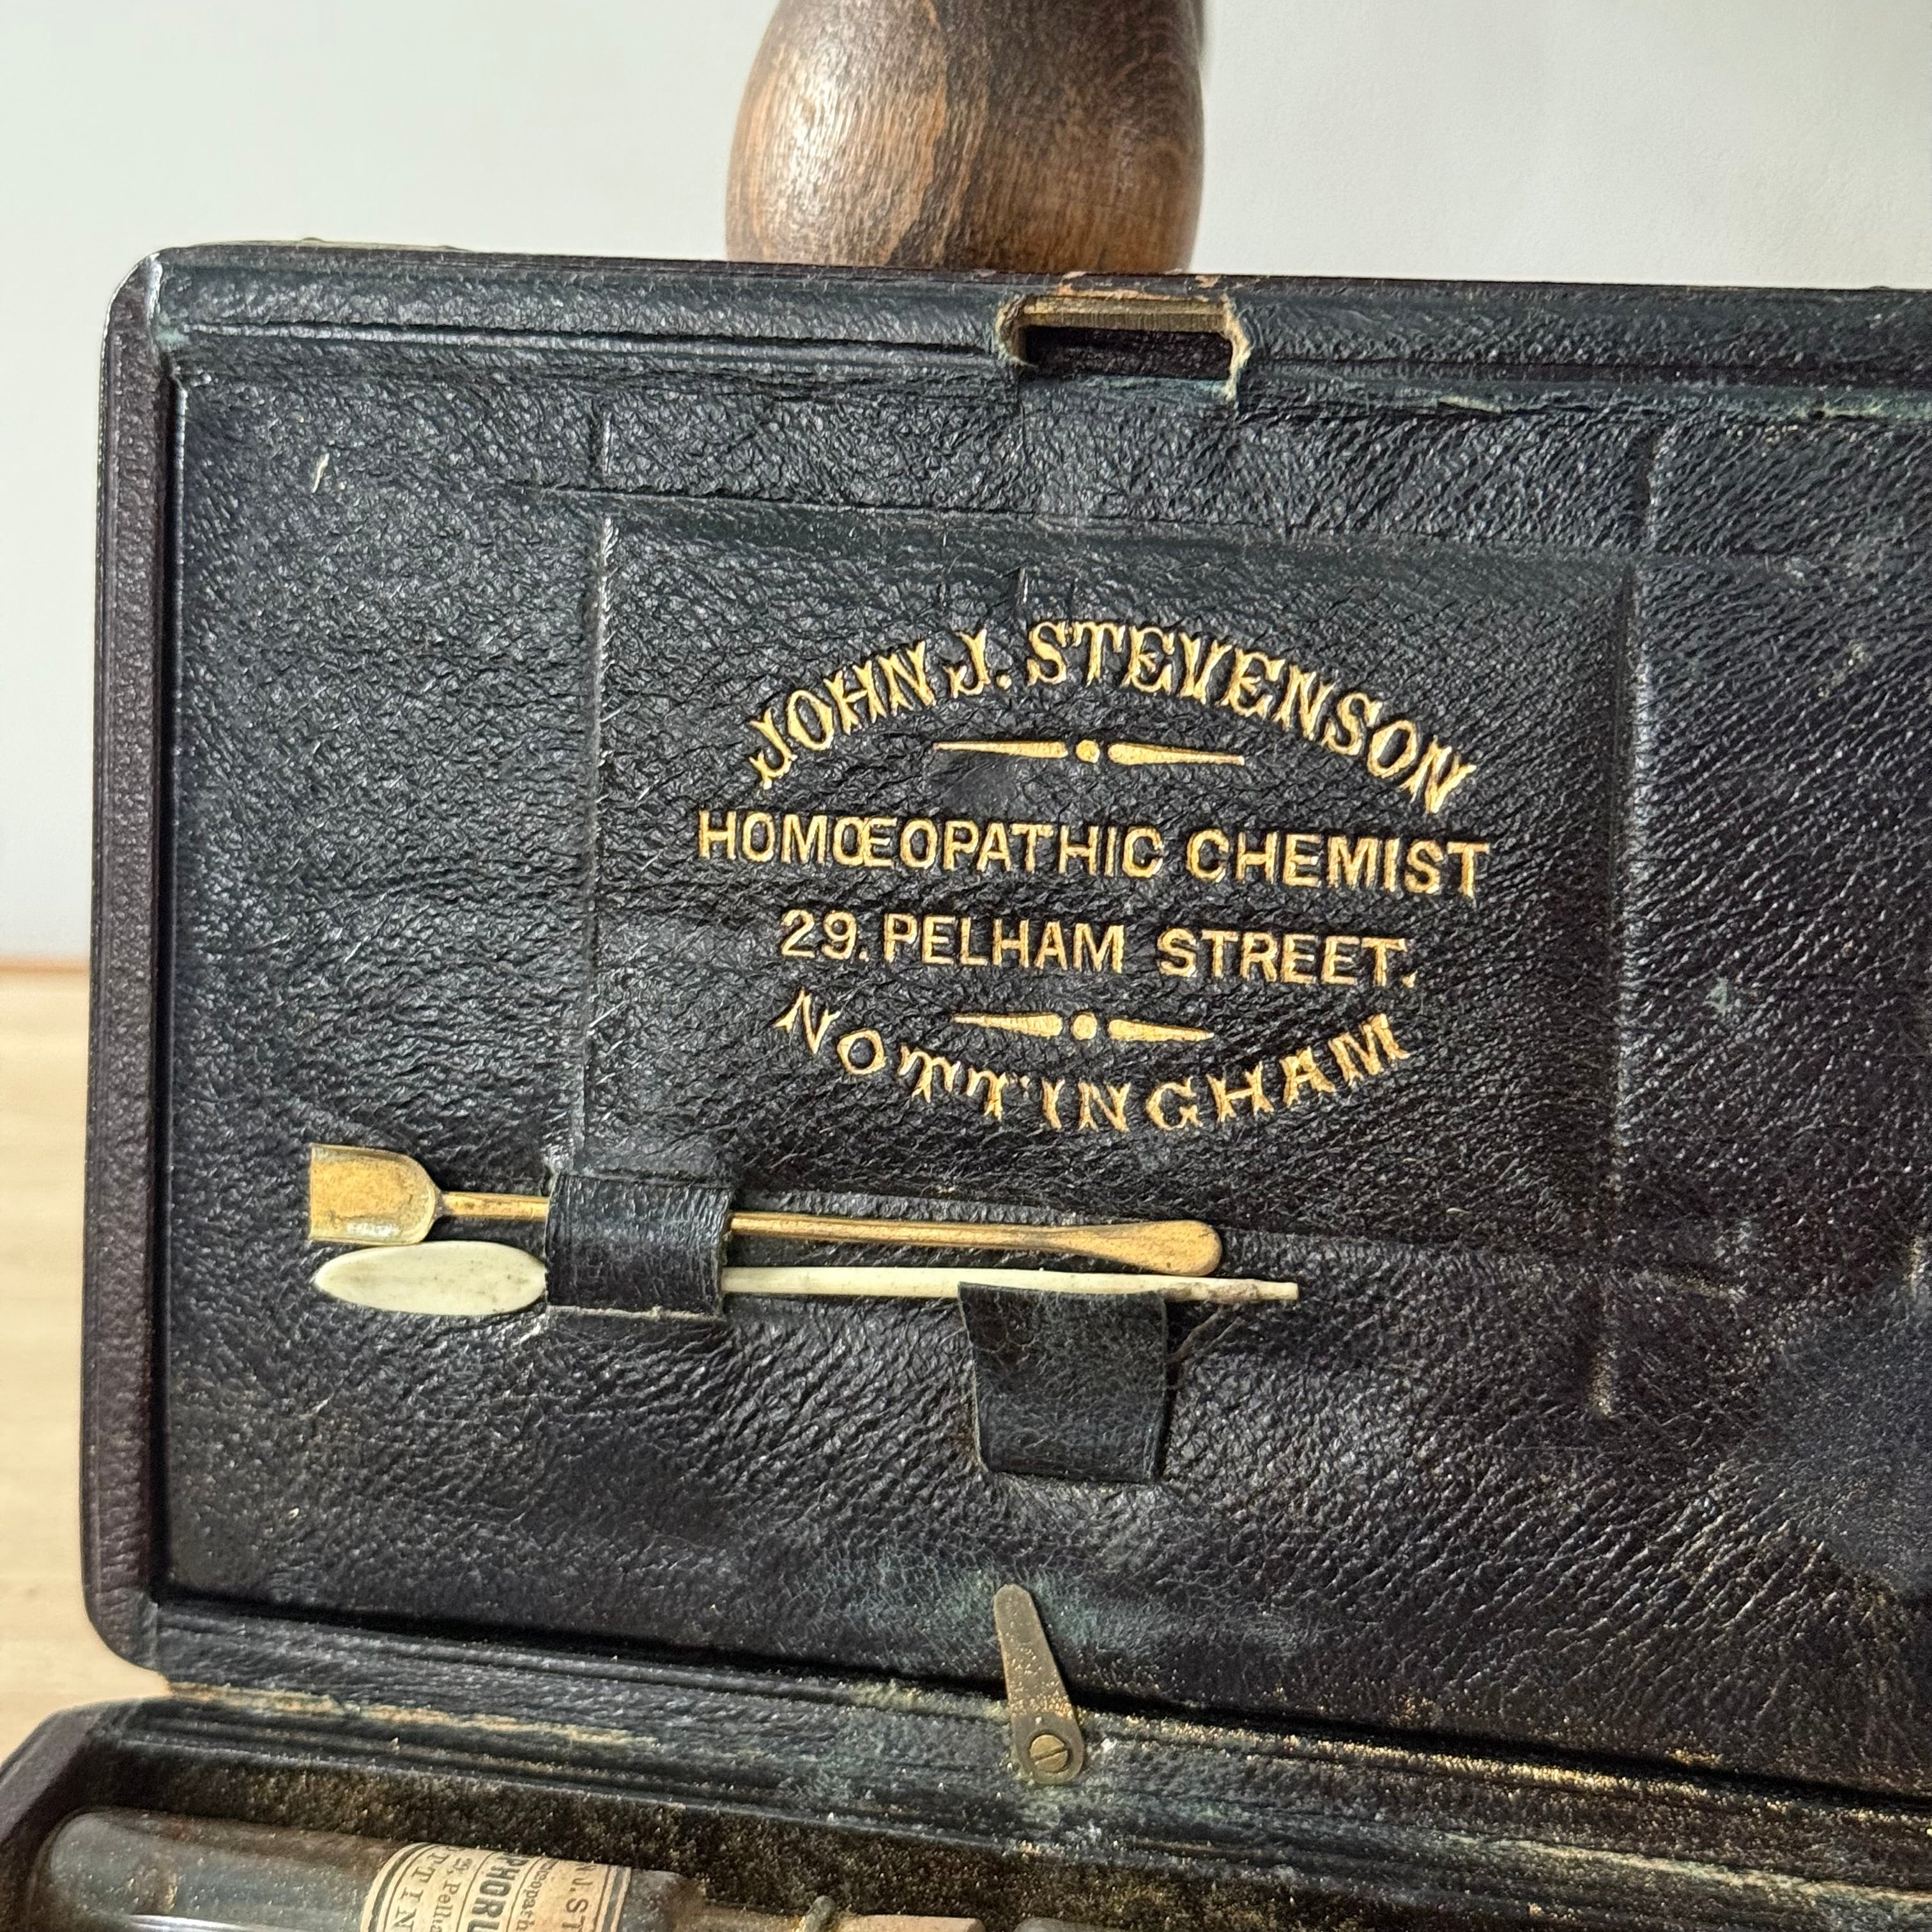 JOHN J. STEVENSON
HOMŒOPATHIC CHEMIST
29. PELHAM STREET.
NOTTINGHAM